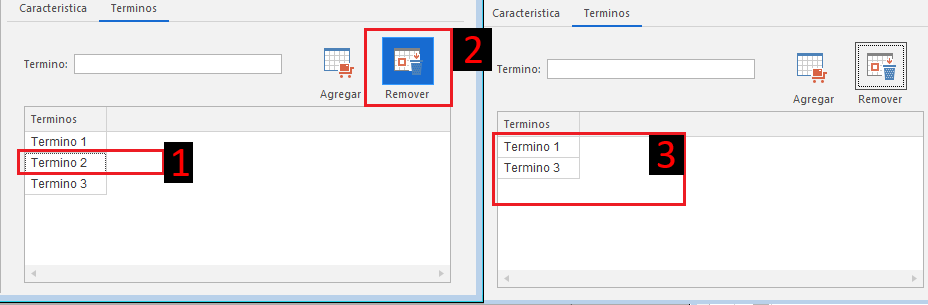 Caracteristica Terminos
Termino:
Agregar Remover
2
Terminos
Termino 1
Termino 2
1
Termino 3
Caracteristica Terminos
Termino:
Agregar Remover
Terminos
Termino 1
Termino 3
3